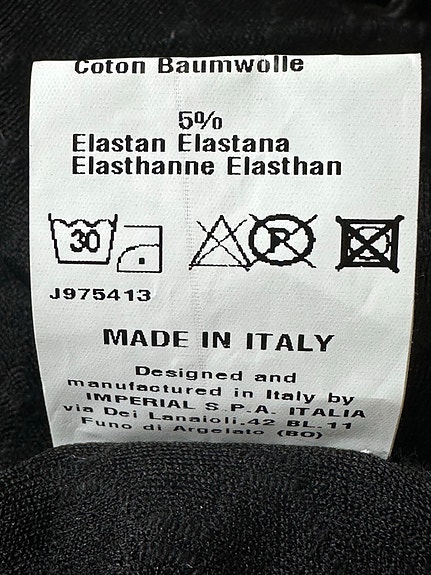 Coton Baumwolle
5%
Elastan Elastana
Elasthanne Elasthan
30 P
J975413
MADE IN ITALY
Designed and
manufactured in Italy by
IMPERIAL S.P.A. ITALIA
via Dei Lanaioli.42 BL.11
Funo di Argelato (BO)